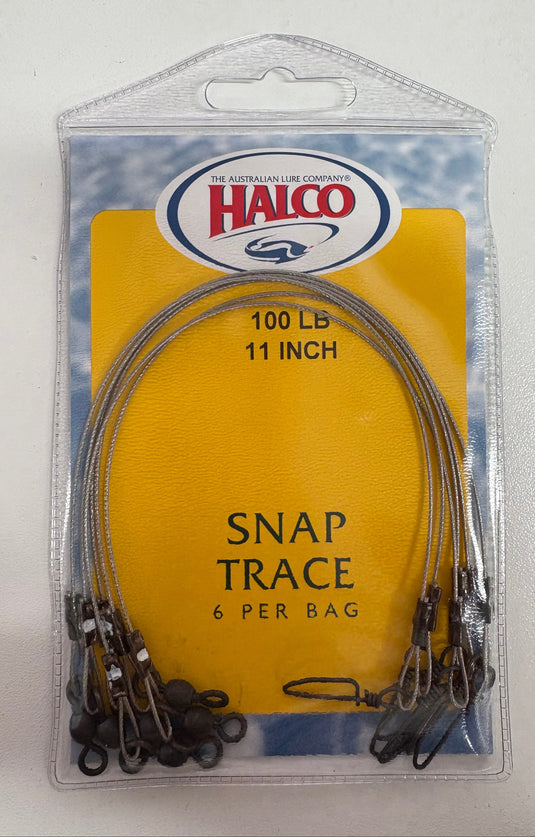 THE AUSTRALIAN LURE COMPANY®
HALCO
100 LB
11 INCH
SNAP
TRACE
6 PER BAG